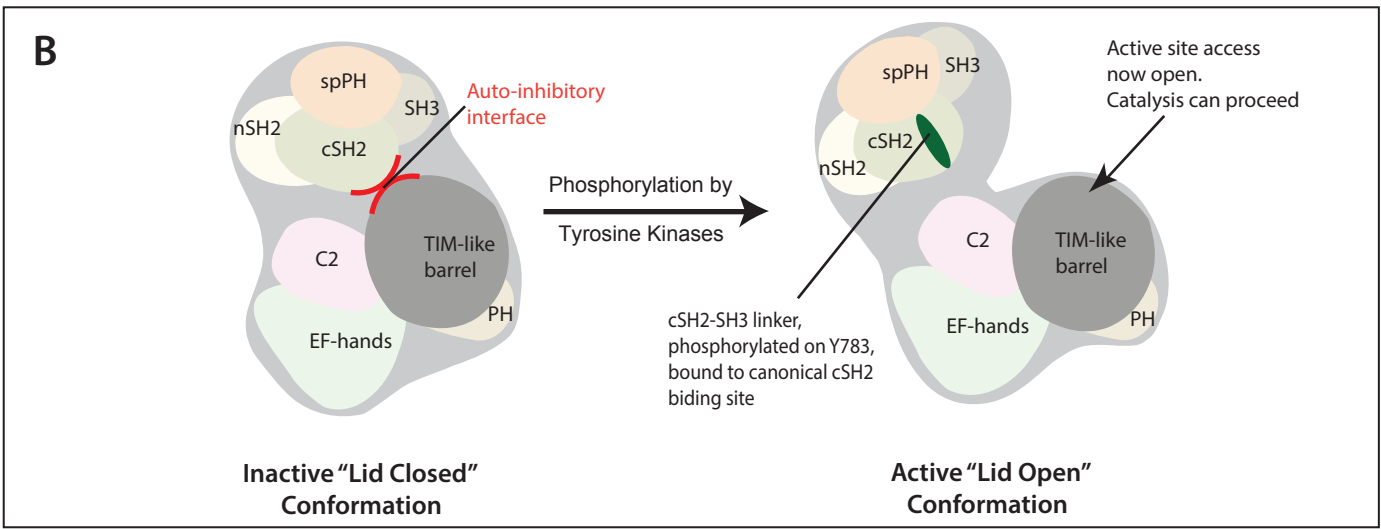 B
spPH
SH3
nSH2
cSH2
Auto-inhibitory
interface
C2
TIM-like
barrel
PH
EF-hands
Inactive “Lid Closed”
Conformation
Phosphorylation by
Tyrosine Kinases
spPH
SH3
cSH2
nSH2
Active site access
now open.
Catalysis can proceed
C2
TIM-like
barrel
PH
EF-hands
cSH2-SH3 linker,
phosphorylated on Y783,
bound to canonical cSH2
biding site
Active “Lid Open”
Conformation